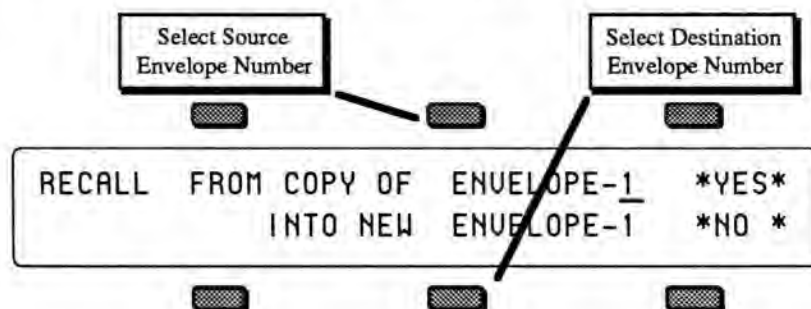 Select Source
Envelope Number
Select Destination
Envelope Number
RECALL FROM COPY OF ENVELOPE-1 *YES*
INTO NEW ENVELOPE-1 *NO *